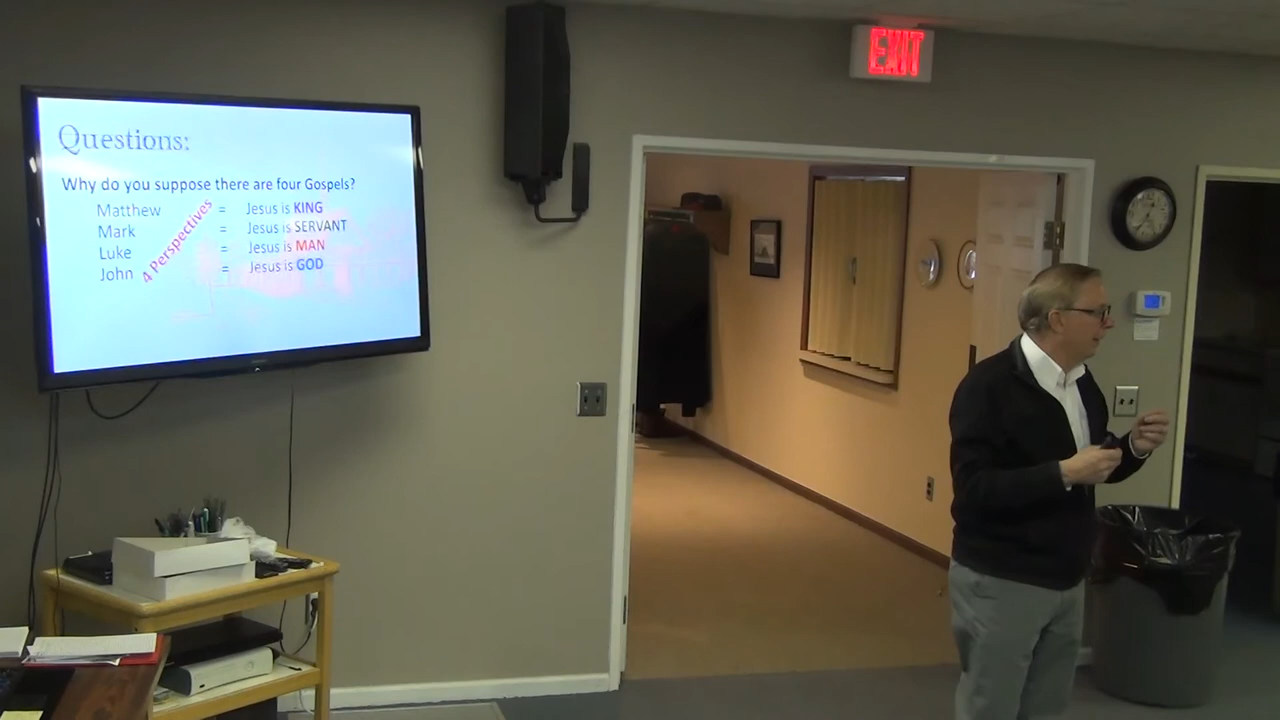 EXIT
Questions:
Why do you suppose there are four Gospels?
Matthew = Jesus is KING
Mark = Jesus is SERVANT
Luke = Jesus is MAN
John = Jesus is GOD
4 Perspectives